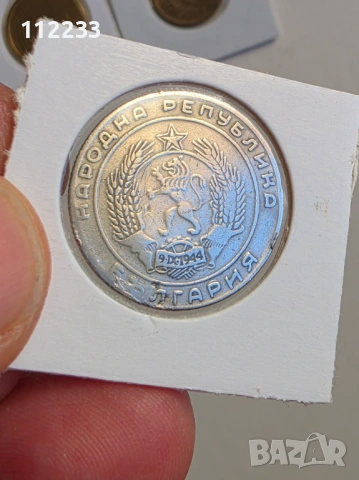 112233
НАРОДНА РЕПУБЛИКА
9·IX·1944
БЪЛГАРИЯ
BAZAR